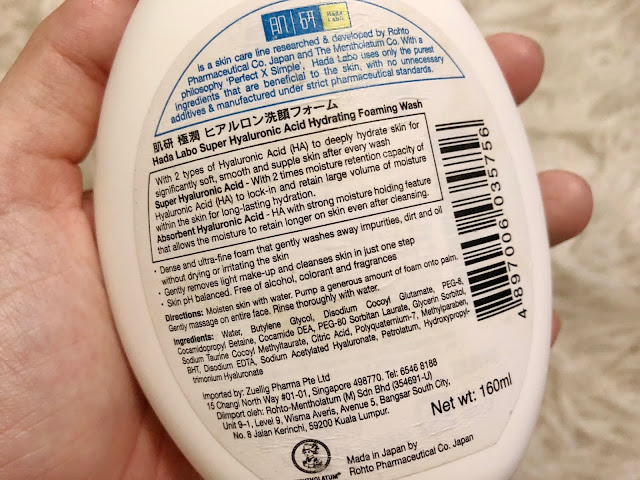 肌 研 Hada Labo
is a skin care line researched & developed by Rohto
Pharmaceutical Co. Japan and The Mentholatum Co. With a
philosophy 'Perfect X Simple', Hada Labo uses only the purest
ingredients that are beneficial to the skin, with no unnecessary
additives & manufactured under strict pharmaceutical standards.
肌研 極潤 ヒアルロン洗顔フォーム
Hada Labo Super Hyaluronic Acid Hydrating Foaming Wash
With 2 types of Hyaluronic Acid (HA) to deeply hydrate skin for
significantly soft, smooth and supple skin after every wash
Super Hyaluronic Acid - With 2 times moisture retention capacity of
Hyaluronic Acid (HA) to lock-in and retain large volume of moisture
within the skin for long-lasting hydration.
Absorbent Hyaluronic Acid - HA with strong moisture holding feature
that allows the moisture to retain longer on skin even after cleansing.
· Dense and ultra-fine foam that gently washes away impurities, dirt and oil
without drying or irritating the skin
· Gently removes light make-up and cleanses skin in just one step
· Skin pH balanced. Free of alcohol, colorant and fragrances
Directions: Moisten skin with water. Pump a generous amount of foam onto palm.
Gently massage on entire face. Rinse thoroughly with water.
Ingredients: Water, Butylene Glycol, Disodium Cocoyl Glutamate, PEG-8,
Cocamidopropyl Betaine, Cocamide DEA, PEG-80 Sorbitan Laurate, Glycerin, Sorbitol,
Sodium Taurine Cocoyl Methyltaurate, Citric Acid, Polyquaternium-7, Methylparaben,
BHT, Disodium EDTA, Sodium Acetylated Hyaluronate, Petrolatum, Hydroxypropyl-
trimonium Hyaluronate
Imported by: Zuellig Pharma Pte Ltd
15 Changi North Way #01-01, Singapore 498770. Tel: 6546 8188
Diimport oleh: Rohto-Mentholatum (M) Sdn Bhd (354691-U)
Unit 9-1, Level 9, Wisma Averis, Avenue 5, Bangsar South City,
No. 8 Jalan Kerinchi, 59200 Kuala Lumpur.
Net wt: 160ml
4 897006 035756
MENTHOLATUM
Made in Japan by
Rohto Pharmaceutical Co. Japan